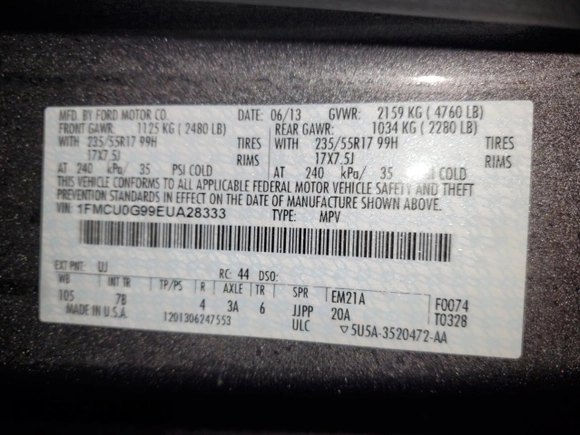 MFD. BY FORD MOTOR CO. DATE: 06/13 GVWR: 2159 KG (4760 LB)
FRONT GAWR: 1125 KG (2480 LB) REAR GAWR: 1034 KG (2280 LB)
WITH 235/55R17 99H TIRES WITH 235/55R17 99H TIRES
17X7.5J RIMS 17X7.5J RIMS
AT 240 kPa/ 35 PSI COLD AT 240 kPa/ 35 PSI COLD
THIS VEHICLE CONFORMS TO ALL APPLICABLE FEDERAL MOTOR VEHICLE SAFETY AND THEFT
PREVENTION STANDARDS IN EFFECT ON THE DATE OF MANUFACTURE SHOWN ABOVE.
VIN: 1FMCU0G99EUA28333 TYPE: MPV
EXT PNT: UJ RC: 44 DSO:
WB INT TR TP/PS R AXLE TR SPR EM21A F0074
105 7B 4 3A 6 JJPP 20A T0328
MADE IN U.S.A. 1201306247553 ULC ▽5U5A-3520472-AA